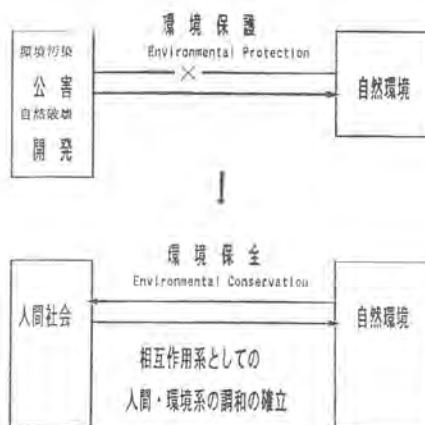 環境保護
Environmental Protection
環境汚染
公害
自然破壊
開発
自然環境
環境保全
Environmental Conservation
人間社会
自然環境
相互作用系としての
人間・環境系の調和の確立